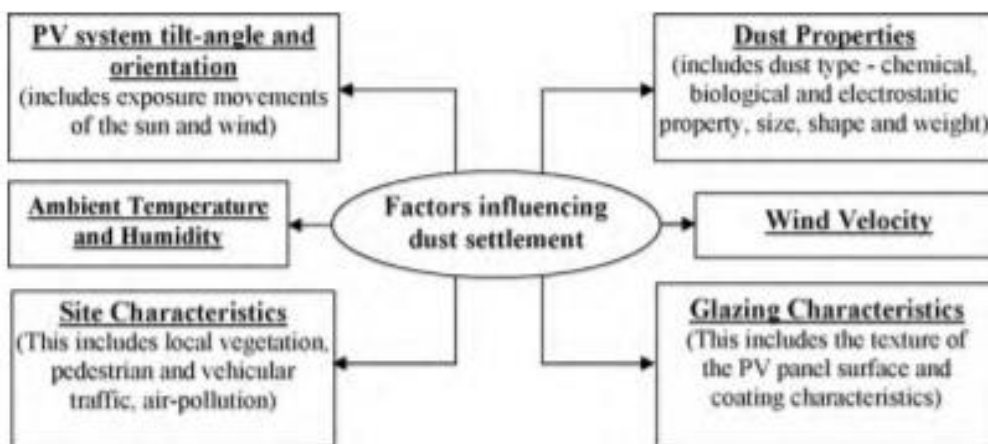 PV system tilt-angle and
orientation
(includes exposure movements
of the sun and wind)
Dust Properties
(includes dust type - chemical,
biological and electrostatic
property, size, shape and weight)
Ambient Temperature
and Humidity
Factors influencing
dust settlement
Wind Velocity
Site Characteristics
(This includes local vegetation,
pedestrian and vehicular
traffic, air-pollution)
Glazing Characteristics
(This includes the texture of
the PV panel surface and
coating characteristics)